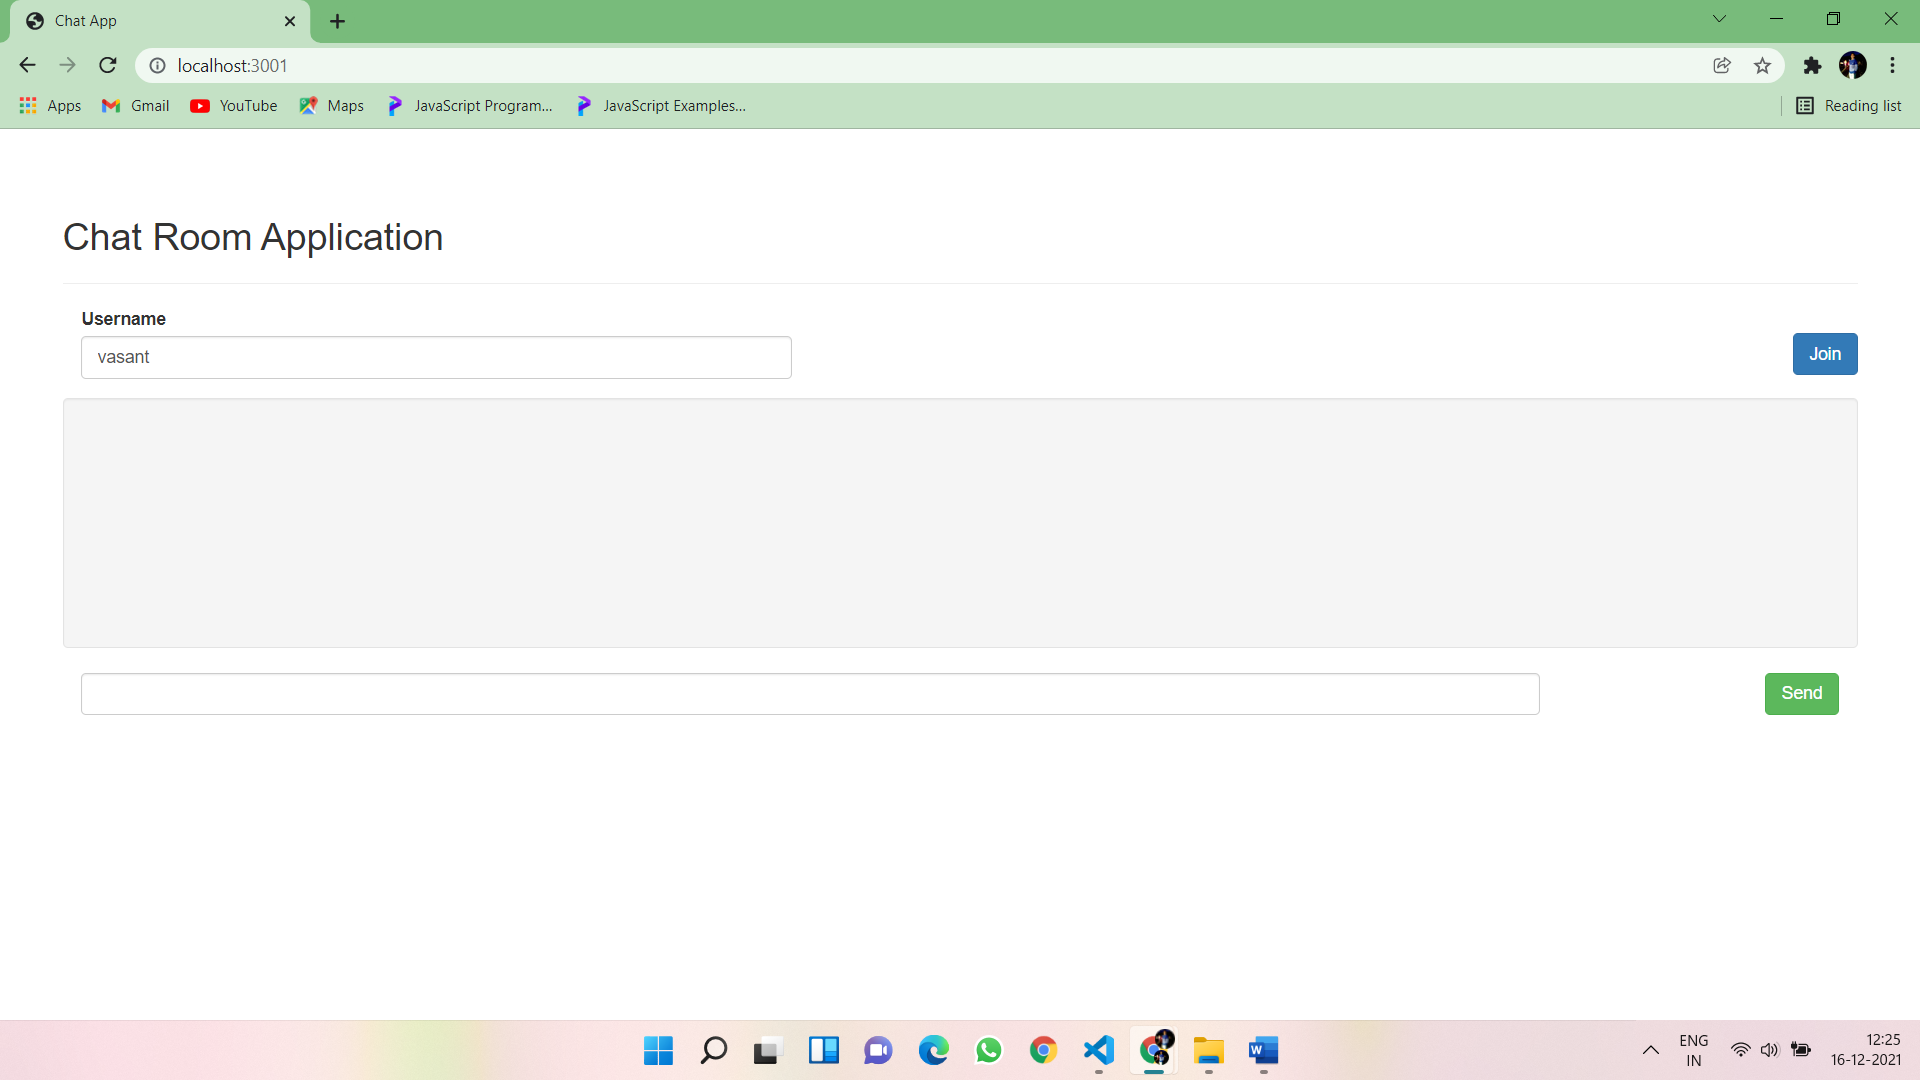 Chat App
localhost:3001
Apps Gmail YouTube Maps JavaScript Program... JavaScript Examples... Reading list
Chat Room Application
Username
vasant
Join
Send
ENG
IN
12:25
16-12-2021